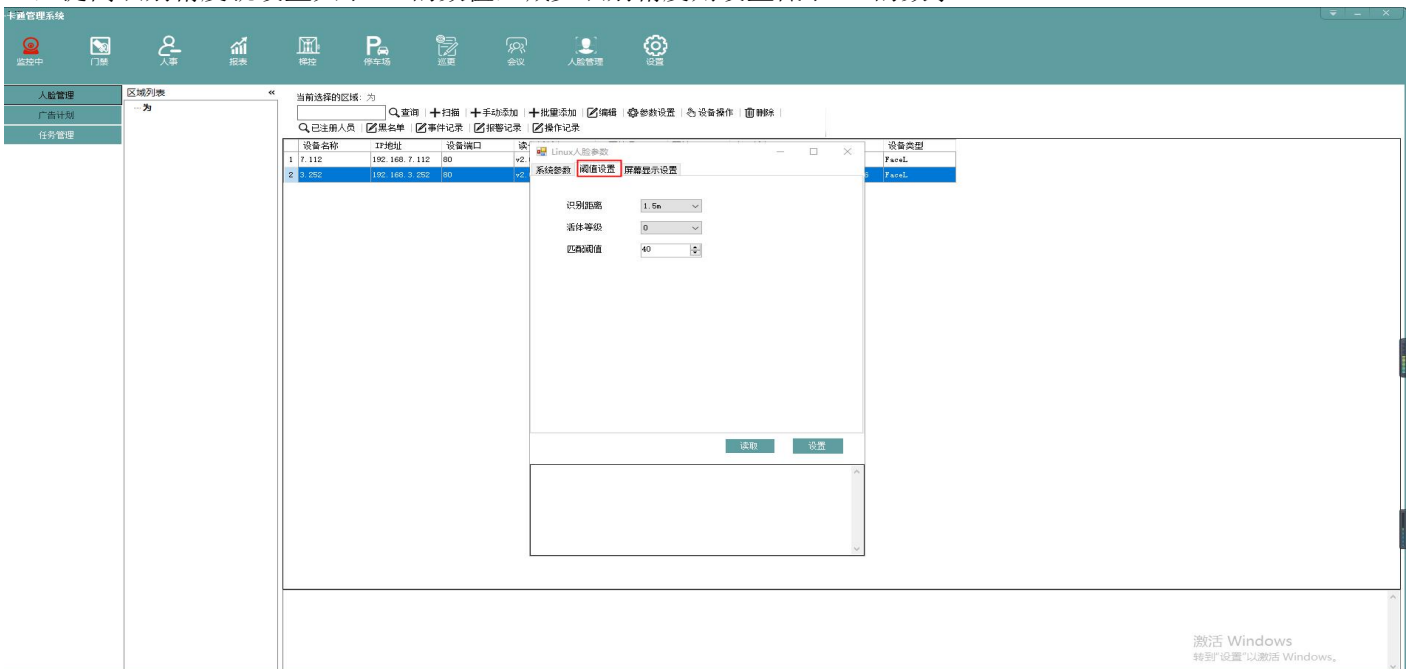 卡通管理系统
监控中 门禁 人事 报表 梯控 停车场 巡更 会议 人脸管理 设置
人脸管理
广告计划
任务管理
区域列表 «
为
当前选择的区域: 为
查询 扫描 手动添加 批量添加 编辑 参数设置 设备操作 删除
已注册人员 黑名单 事件记录 报警记录 操作记录
设备名称 IP地址 设备端口 设备类型
1 7.112 192.168.7.112 80 v2. FaceL
2 3.252 192.168.3.252 80 v2. 6 FaceL
Linux人脸参数
系统参数 阈值设置 屏幕显示设置
识别距离 1.5m
活体等级 0
匹配阈值 40
读取 设置
激活 Windows
转到"设置"以激活 Windows。